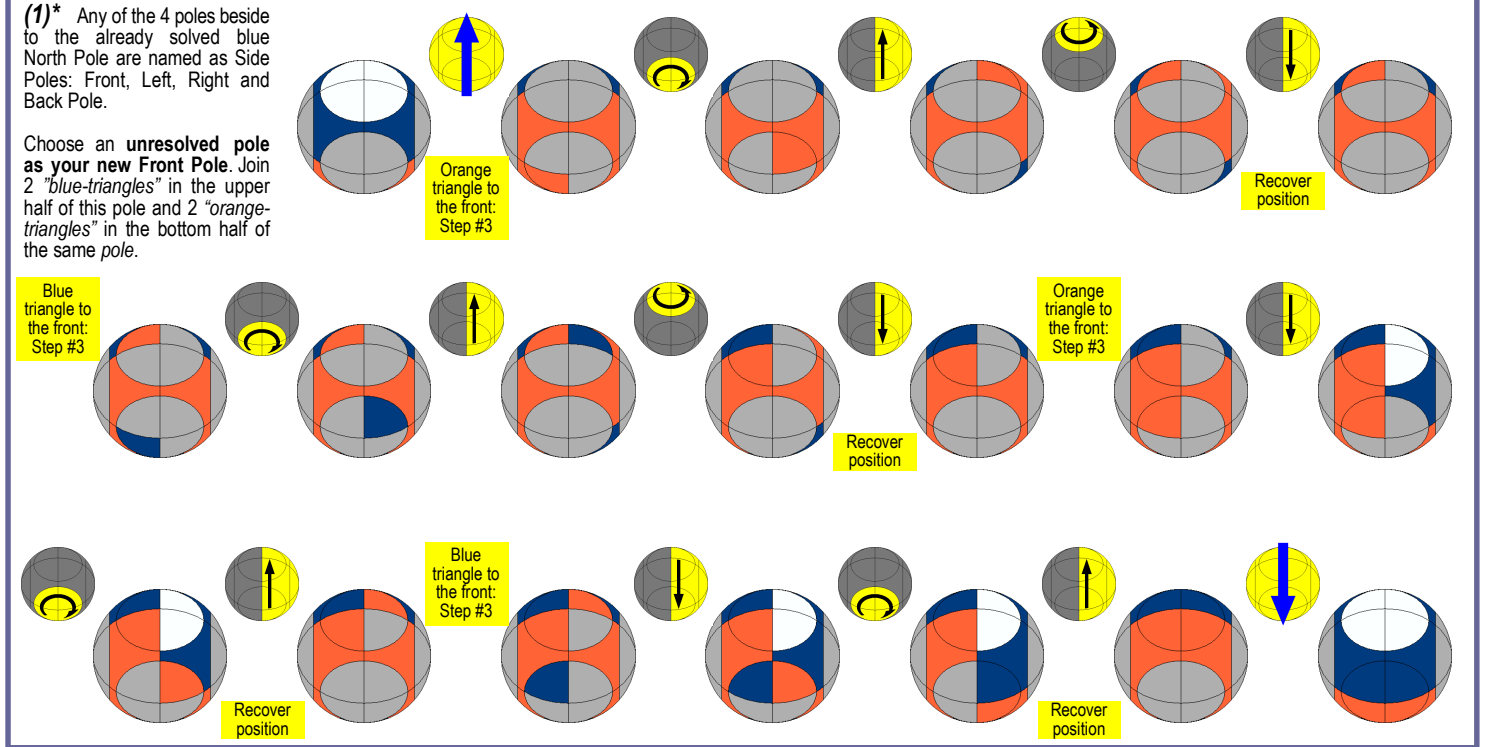 (1)* Any of the 4 poles beside
to the already solved blue
North Pole are named as Side
Poles: Front, Left, Right and
Back Pole.
Choose an unresolved pole
as your new Front Pole. Join
2 "blue-triangles" in the upper
half of this pole and 2 "orange-
triangles" in the bottom half of
the same pole.
Orange
triangle to
the front:
Step #3
Recover
position
Blue
triangle to
the front:
Step #3
Recover
position
Orange
triangle to
the front:
Step #3
Recover
position
Blue
triangle to
the front:
Step #3
Recover
position